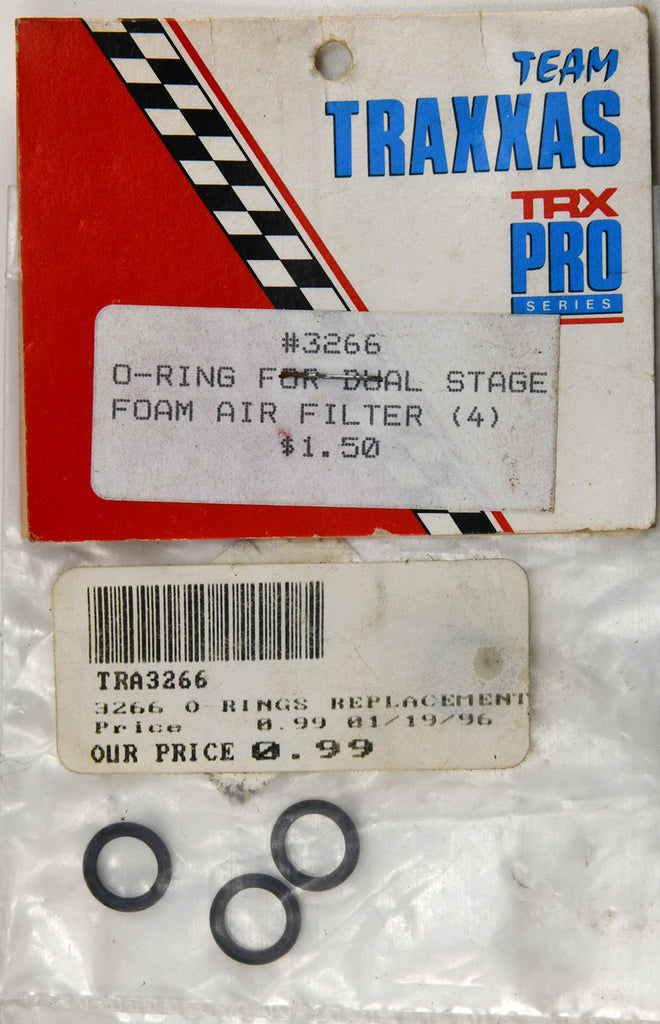 TEAM
TRAXXAS
TRX
PRO
SERIES
#3266
O-RING FOR DUAL STAGE
FOAM AIR FILTER (4)
$1.50
TRA3266
3266 O-RINGS REPLACEMENT
Price 0.99 01/19/96
OUR PRICE 0.99